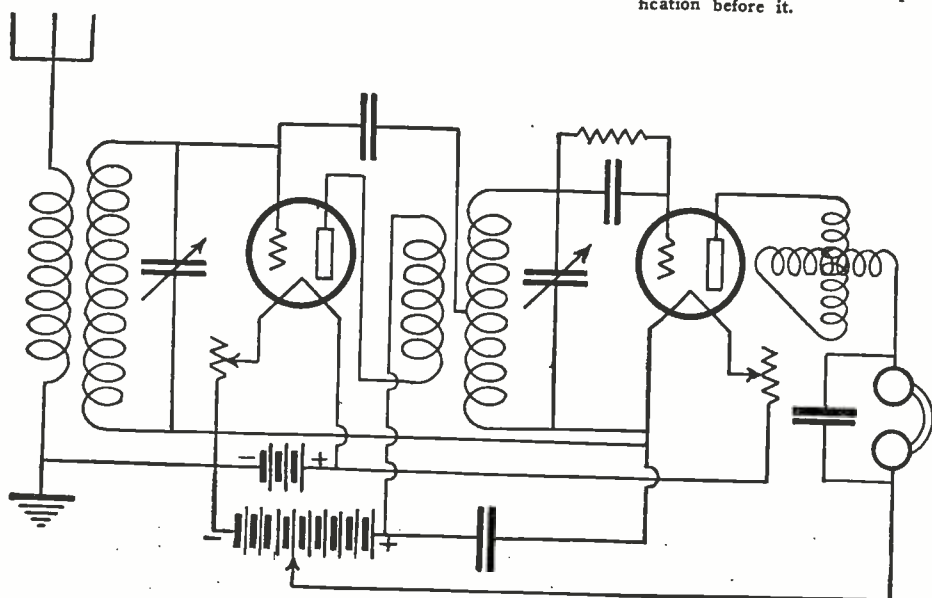 fication before it.
− +
− +